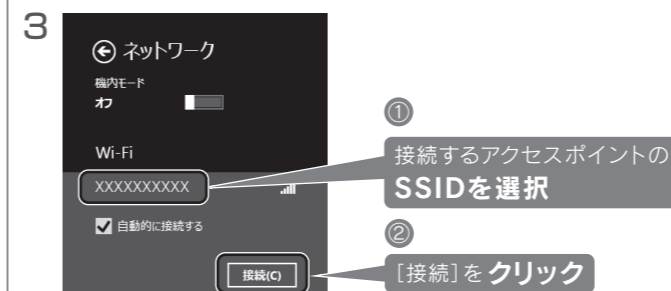 3
ネットワーク
機内モード
オフ
Wi-Fi
XXXXXXXXXX
自動的に接続する
接続(C)
①
接続するアクセスポイントの
SSIDを選択
②
[接続]をクリック